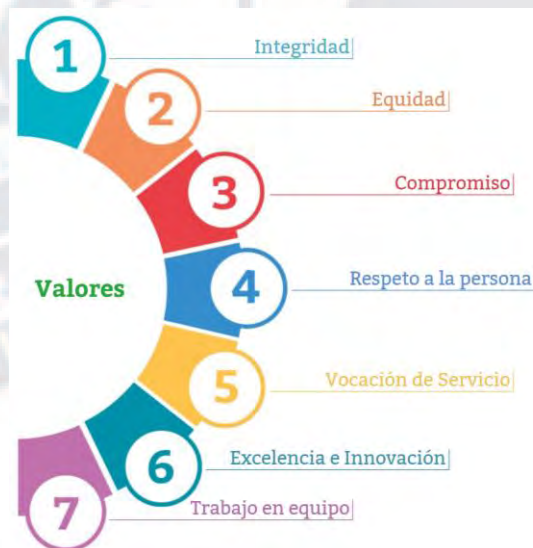 1 Integridad
2 Equidad
3 Compromiso
Valores
4 Respeto a la persona
5 Vocación de Servicio
6 Excelencia e Innovación
7 Trabajo en equipo